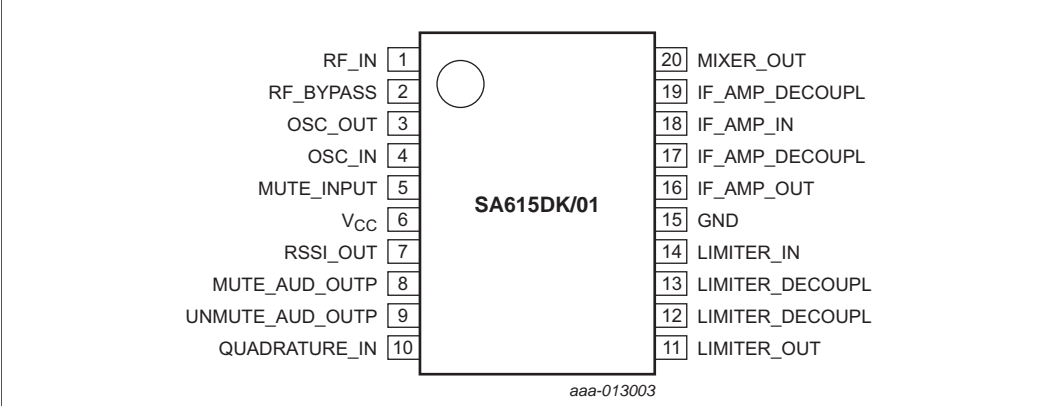 RF_IN 1
RF_BYPASS 2
OSC_OUT 3
OSC_IN 4
MUTE_INPUT 5
VCC 6
RSSI_OUT 7
MUTE_AUD_OUTP 8
UNMUTE_AUD_OUTP 9
QUADRATURE_IN 10
SA615DK/01
20 MIXER_OUT
19 IF_AMP_DECOUPL
18 IF_AMP_IN
17 IF_AMP_DECOUPL
16 IF_AMP_OUT
15 GND
14 LIMITER_IN
13 LIMITER_DECOUPL
12 LIMITER_DECOUPL
11 LIMITER_OUT
aaa-013003